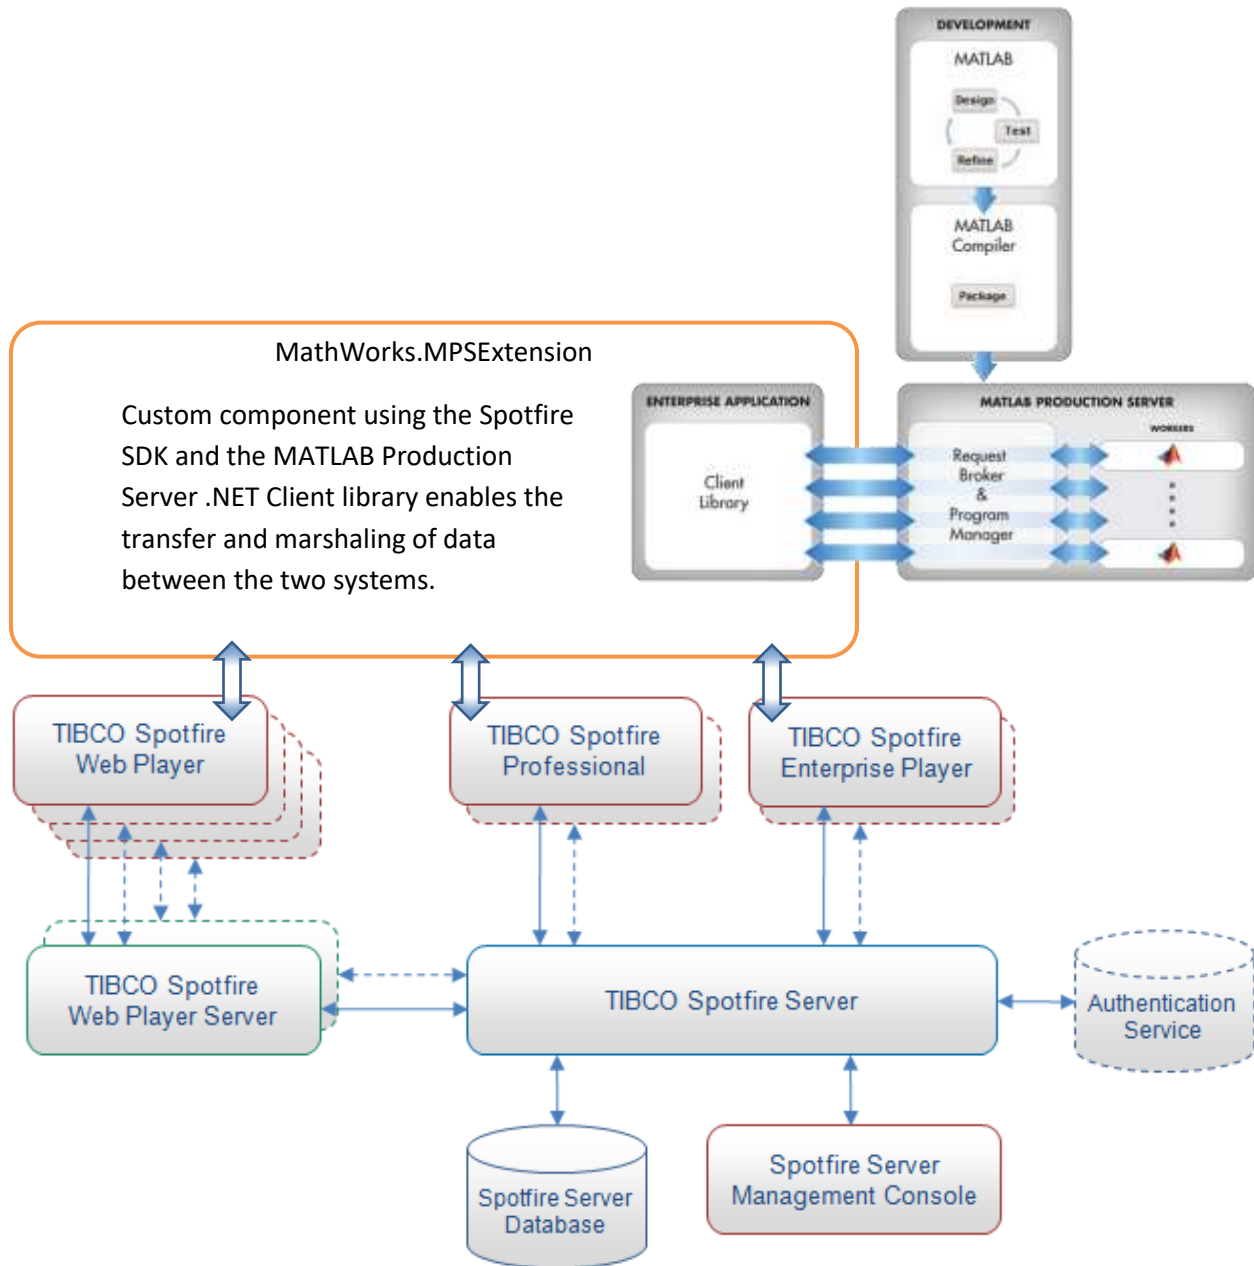 DEVELOPMENT
MATLAB
Design
Test
Refine
MATLAB
Compiler
Package
MathWorks.MPSExtension
Custom component using the Spotfire
SDK and the MATLAB Production
Server .NET Client library enables the
transfer and marshaling of data
between the two systems.
ENTERPRISE APPLICATION
Client
Library
MATLAB PRODUCTION SERVER
WORKERS
Request
Broker
&
Program
Manager
TIBCO Spotfire
Web Player
TIBCO Spotfire
Professional
TIBCO Spotfire
Enterprise Player
TIBCO Spotfire
Web Player Server
TIBCO Spotfire Server
Authentication
Service
Spotfire Server
Database
Spotfire Server
Management Console